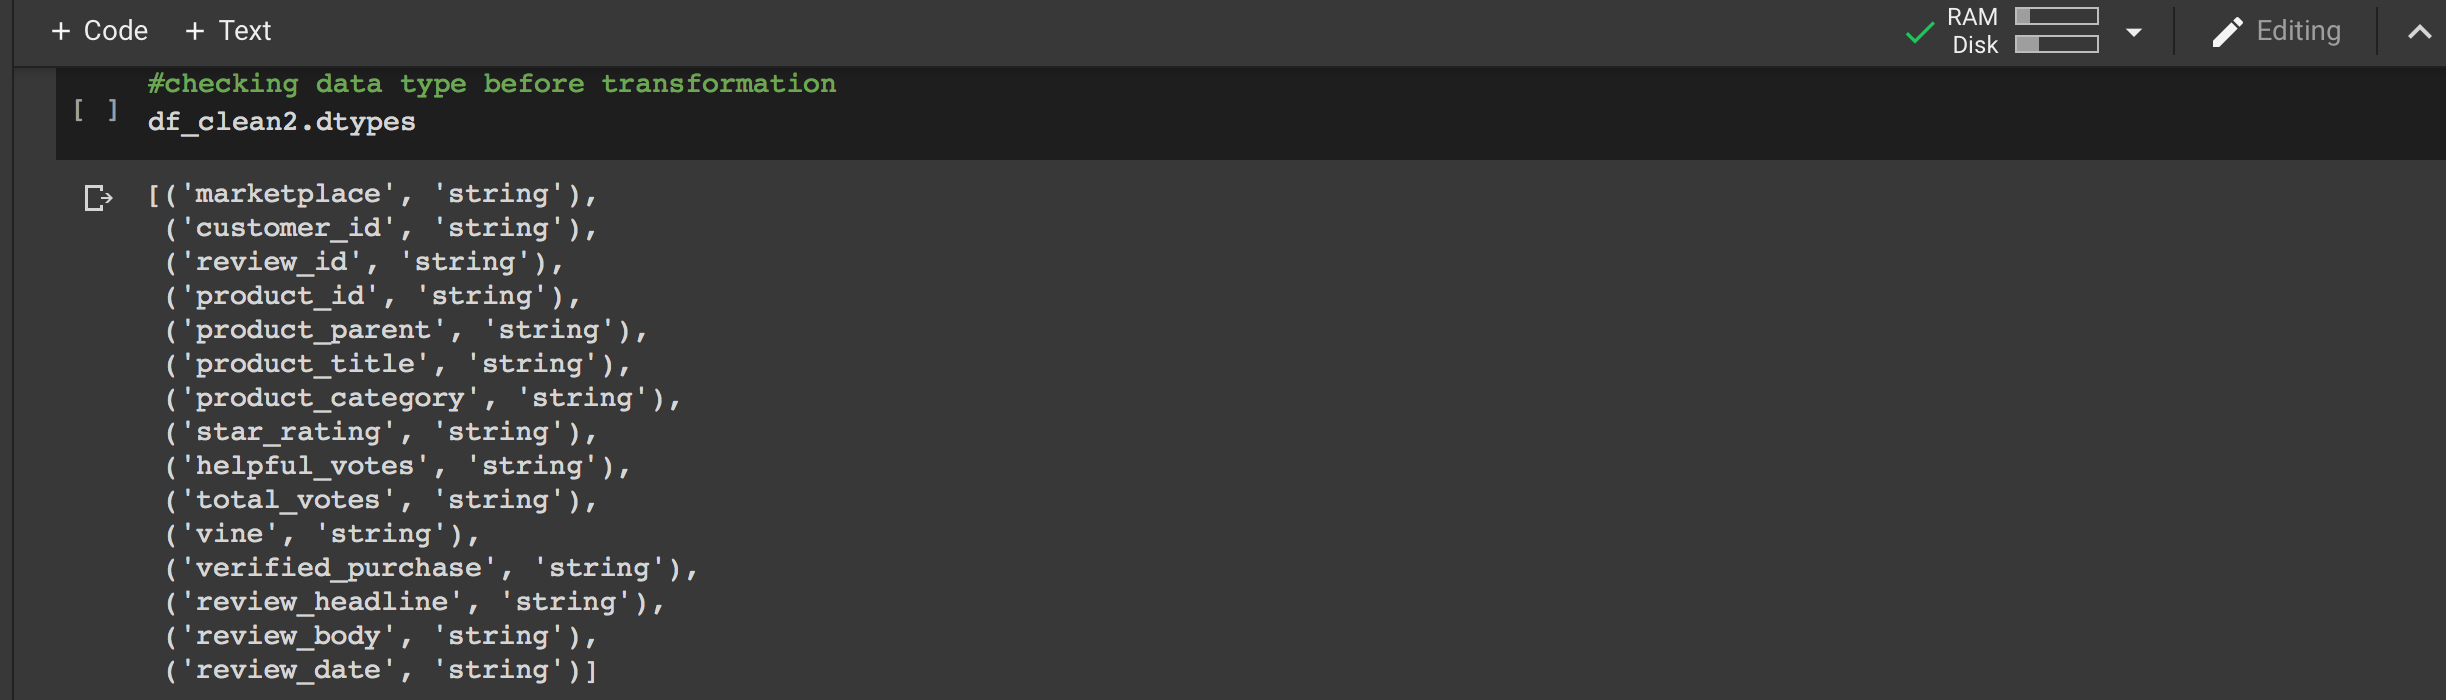 + Code + Text
RAM
Disk
Editing
#checking data type before transformation
[ ]
df_clean2.dtypes
[('marketplace', 'string'),
('customer_id', 'string'),
('review_id', 'string'),
('product_id', 'string'),
('product_parent', 'string'),
('product_title', 'string'),
('product_category', 'string'),
('star_rating', 'string'),
('helpful_votes', 'string'),
('total_votes', 'string'),
('vine', 'string'),
('verified_purchase', 'string'),
('review_headline', 'string'),
('review_body', 'string'),
('review_date', 'string')]